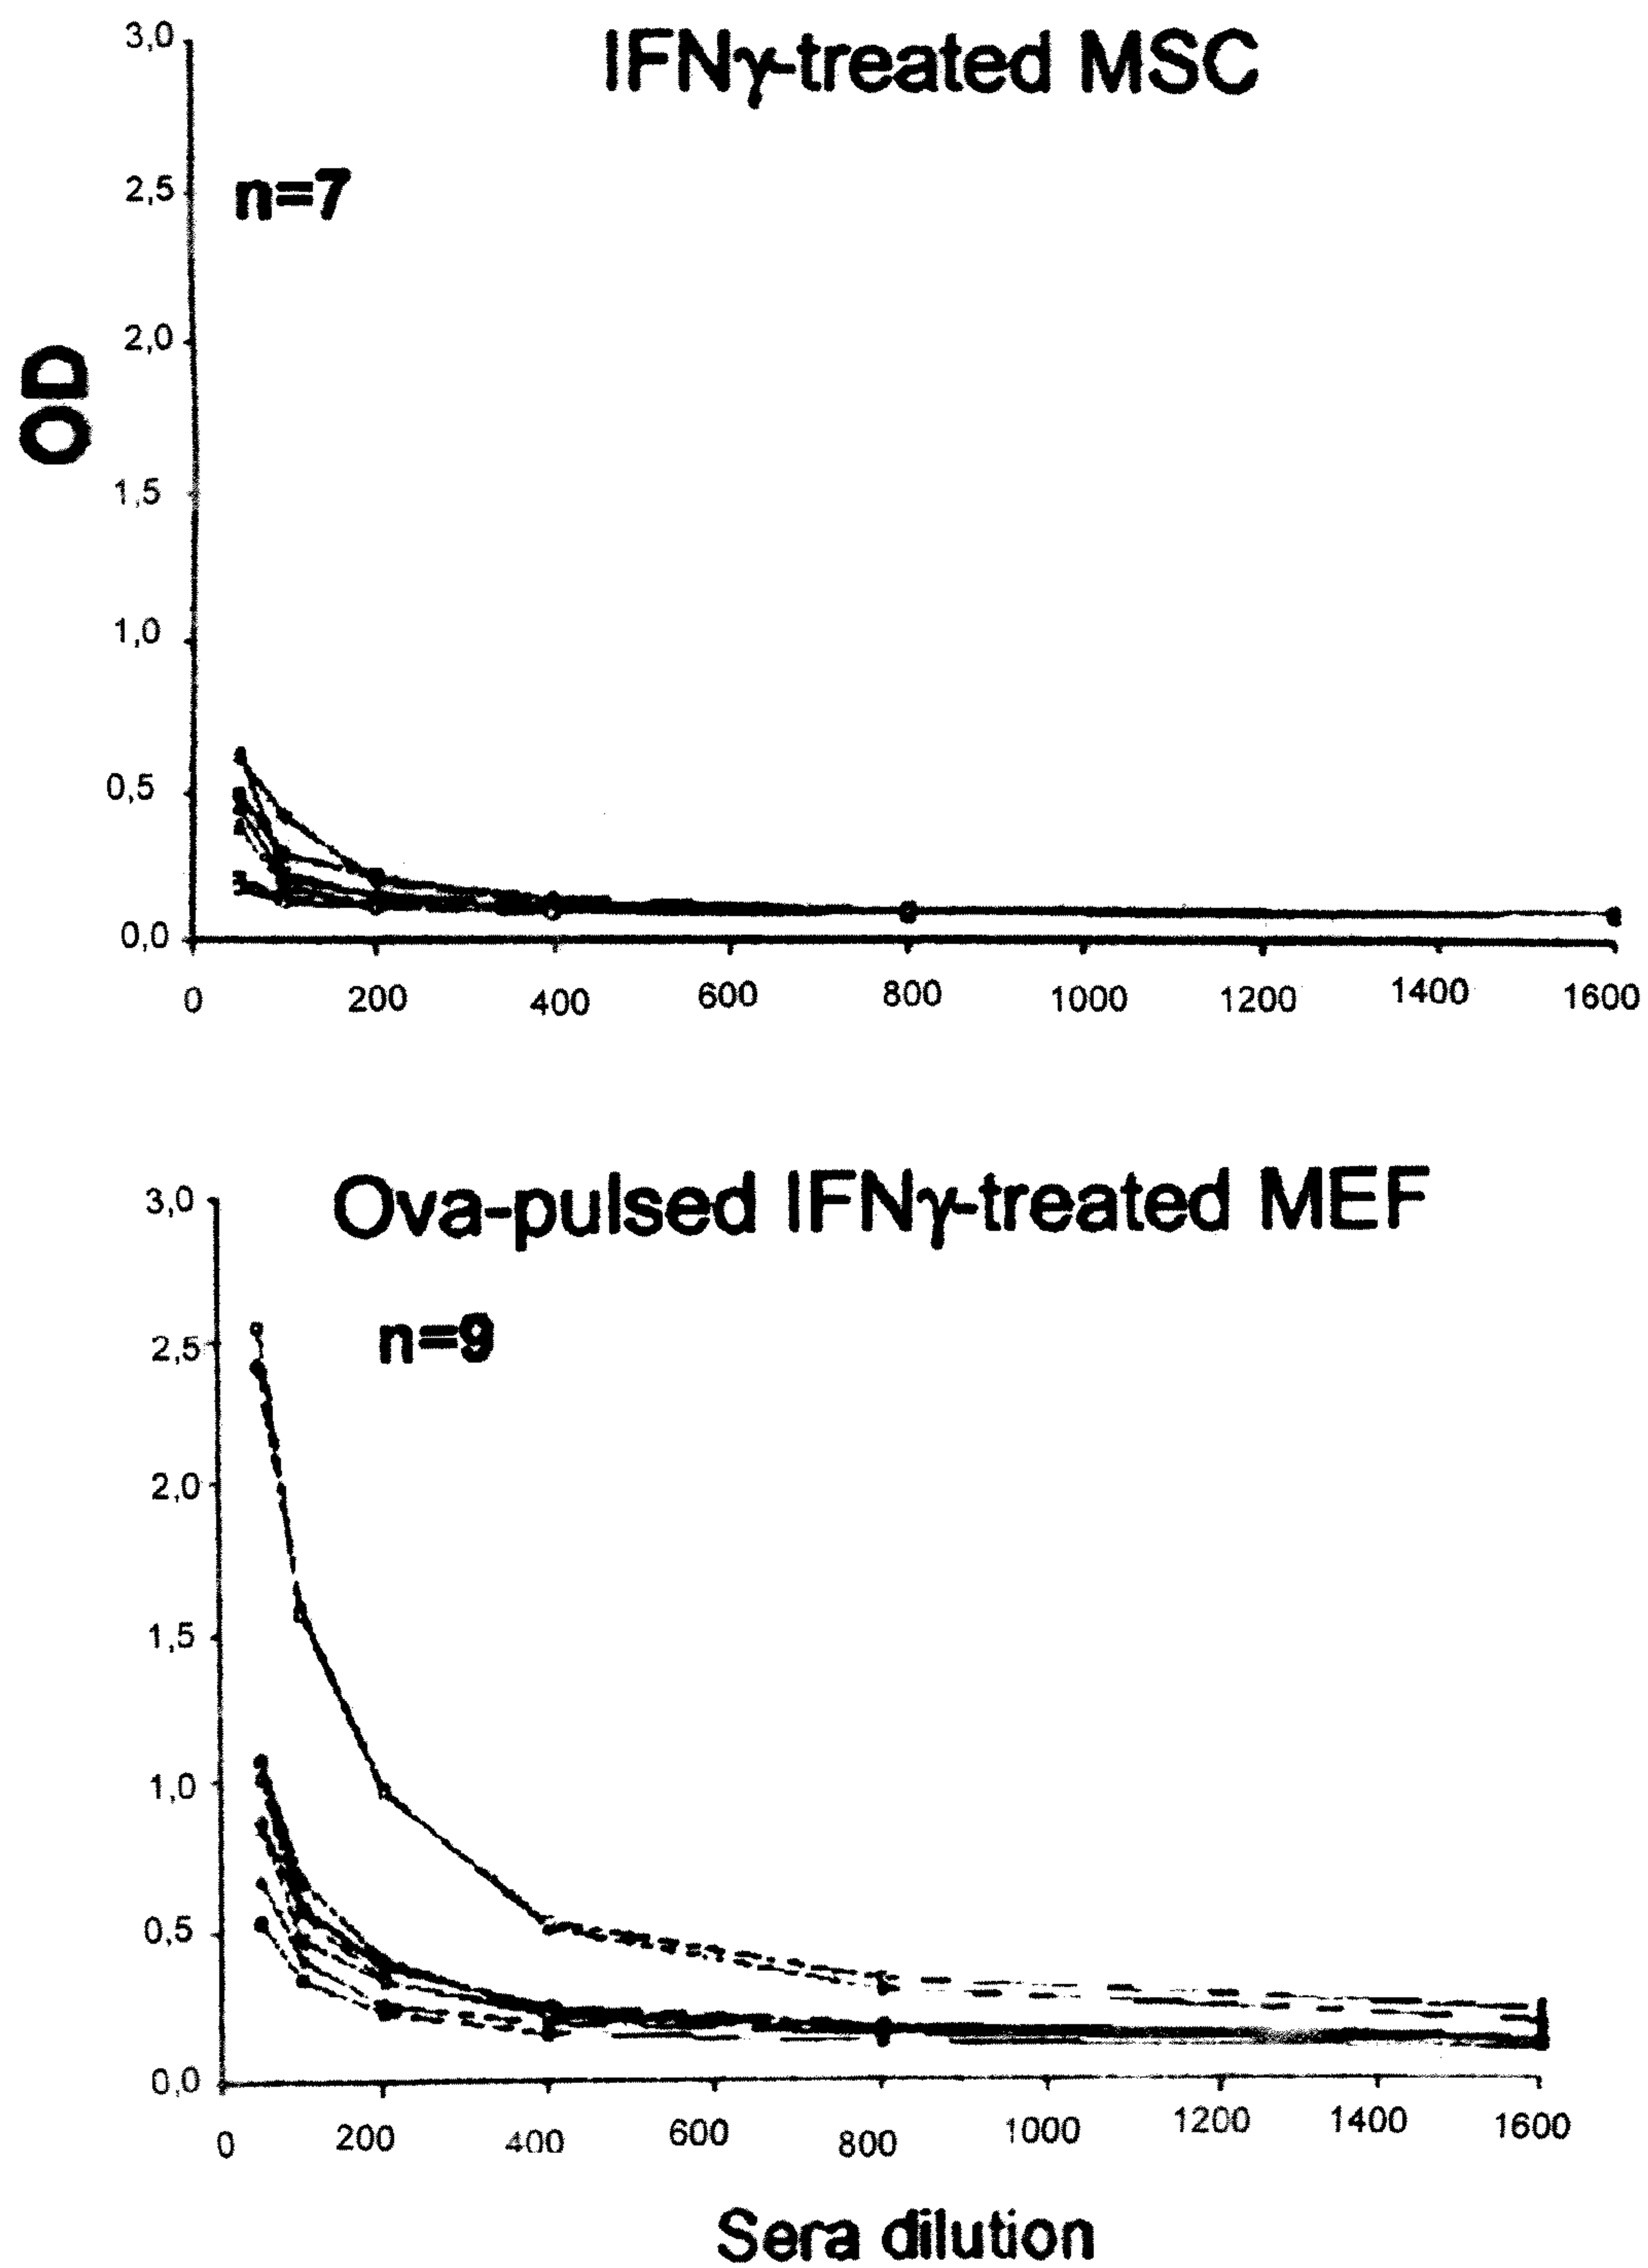 IFNγ-treated MSC
n=7
OD
3,0
2,5
2,0
1,5
1,0
0,5
0,0
0 200 400 600 800 1000 1200 1400 1600
Ova-pulsed IFNγ-treated MEF
n=9
3,0
2,5
2,0
1,5
1,0
0,5
0,0
0 200 400 600 800 1000 1200 1400 1600
Sera dilution